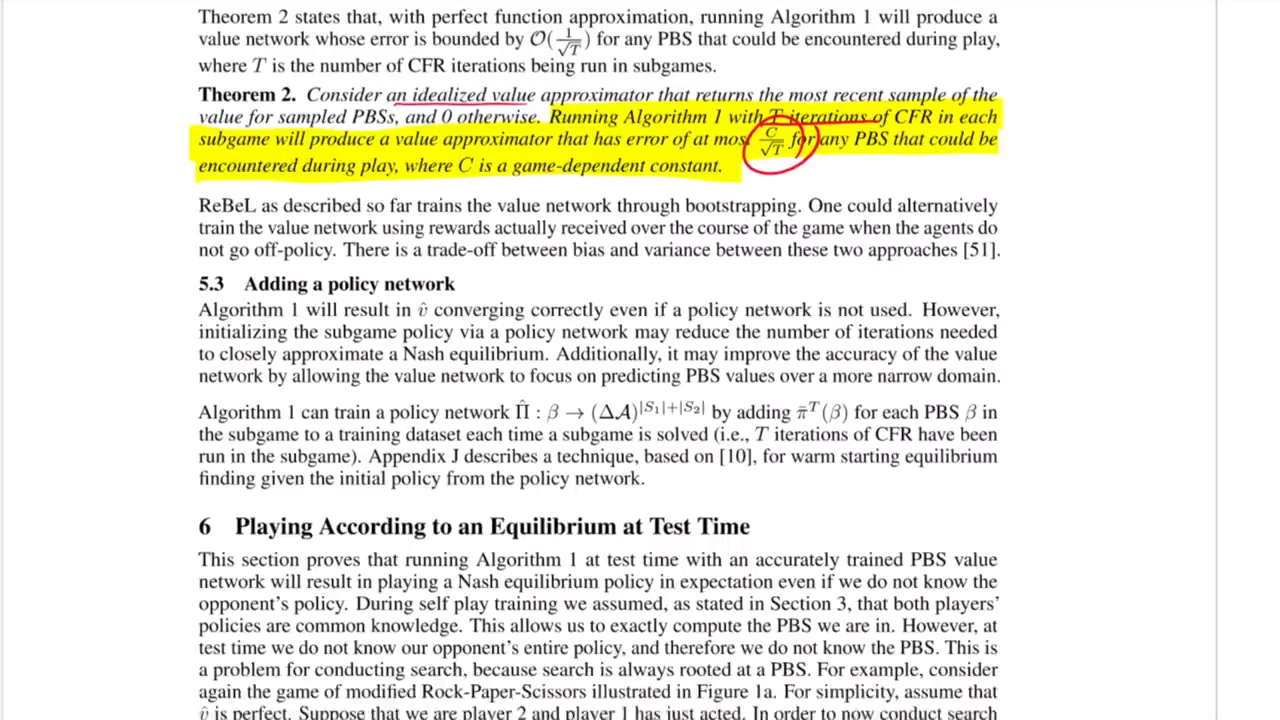 Theorem 2 states that, with perfect function approximation, running Algorithm 1 will produce a
value network whose error is bounded by O(1/√T) for any PBS that could be encountered during play,
where T is the number of CFR iterations being run in subgames.
Theorem 2. Consider an idealized value approximator that returns the most recent sample of the
value for sampled PBSs, and 0 otherwise. Running Algorithm 1 with T iterations of CFR in each
subgame will produce a value approximator that has error of at most C/√T for any PBS that could be
encountered during play, where C is a game-dependent constant.
ReBeL as described so far trains the value network through bootstrapping. One could alternatively
train the value network using rewards actually received over the course of the game when the agents do
not go off-policy. There is a trade-off between bias and variance between these two approaches [51].
5.3 Adding a policy network
Algorithm 1 will result in v̂ converging correctly even if a policy network is not used. However,
initializing the subgame policy via a policy network may reduce the number of iterations needed
to closely approximate a Nash equilibrium. Additionally, it may improve the accuracy of the value
network by allowing the value network to focus on predicting PBS values over a more narrow domain.
Algorithm 1 can train a policy network Π̂ : β → (ΔA)^|S₁|+|S₂| by adding π̄^T(β) for each PBS β in
the subgame to a training dataset each time a subgame is solved (i.e., T iterations of CFR have been
run in the subgame). Appendix J describes a technique, based on [10], for warm starting equilibrium
finding given the initial policy from the policy network.
6 Playing According to an Equilibrium at Test Time
This section proves that running Algorithm 1 at test time with an accurately trained PBS value
network will result in playing a Nash equilibrium policy in expectation even if we do not know the
opponent's policy. During self play training we assumed, as stated in Section 3, that both players'
policies are common knowledge. This allows us to exactly compute the PBS we are in. However, at
test time we do not know our opponent's entire policy, and therefore we do not know the PBS. This is
a problem for conducting search, because search is always rooted at a PBS. For example, consider
again the game of modified Rock-Paper-Scissors illustrated in Figure 1a. For simplicity, assume that
v̂ is perfect. Suppose that we are player 2 and player 1 has just acted. In order to now conduct search